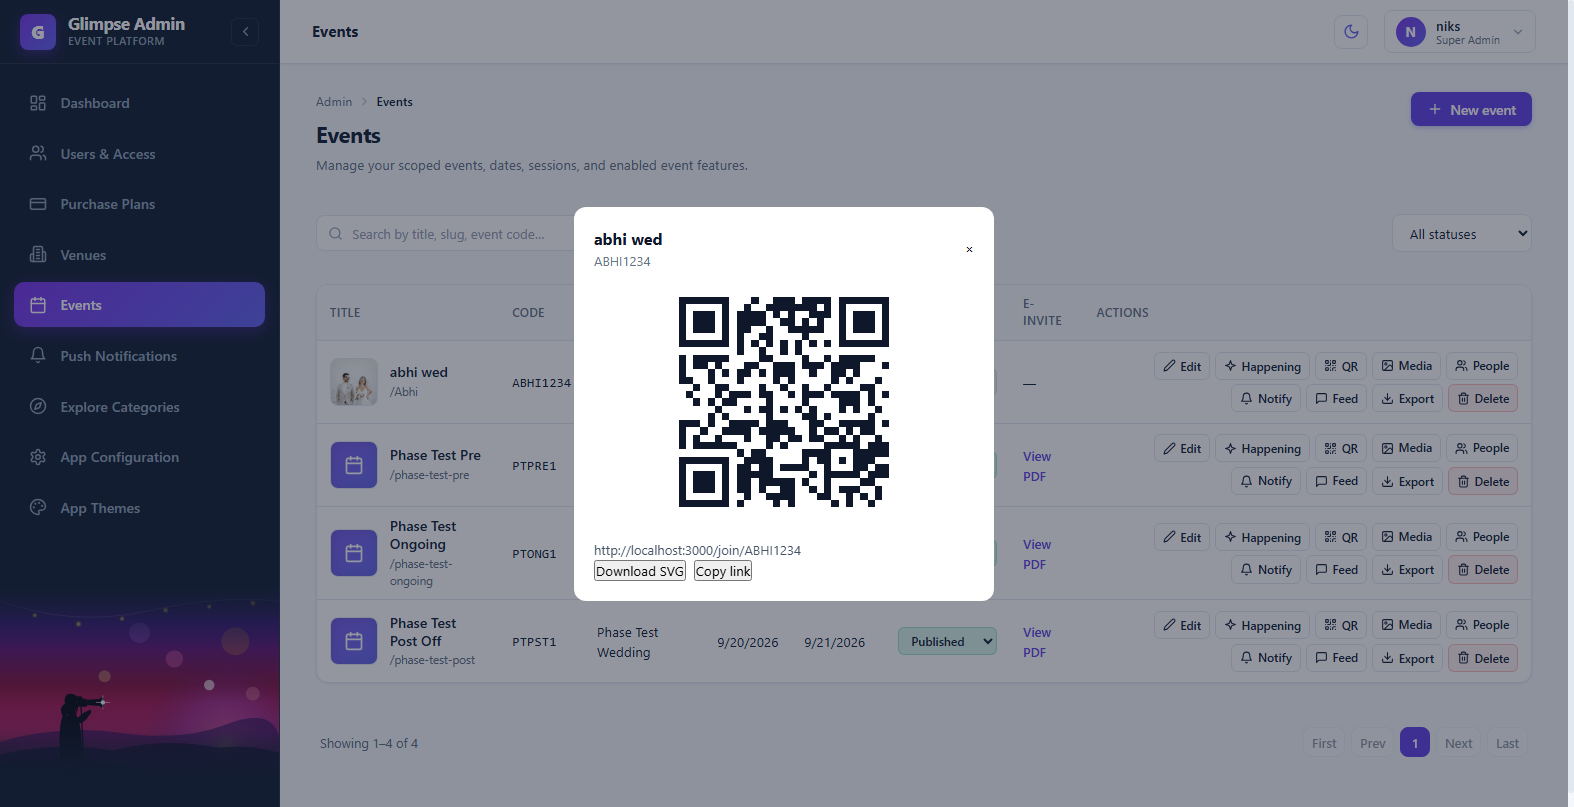 G
Glimpse Admin
EVENT PLATFORM
Dashboard
Users & Access
Purchase Plans
Venues
Events
Push Notifications
Explore Categories
App Configuration
App Themes
Events
N
niks
Super Admin
Admin > Events
Events
Manage your scoped events, dates, sessions, and enabled event features.
+ New event
Search by title, slug, event code...
All statuses
abhi wed
ABHI1234
×
http://localhost:3000/join/ABHI1234
Download SVG Copy link
TITLE CODE E-INVITE ACTIONS
abhi wed
/Abhi
ABHI1234
—
Edit Happening QR Media People
Notify Feed Export Delete
Phase Test Pre
/phase-test-pre
PTPRE1
View
PDF
Edit Happening QR Media People
Notify Feed Export Delete
Phase Test
Ongoing
/phase-test-
ongoing
PTONG1
View
PDF
Edit Happening QR Media People
Notify Feed Export Delete
Phase Test
Post Off
/phase-test-post
PTPST1
Phase Test
Wedding
9/20/2026
9/21/2026
Published
View
PDF
Edit Happening QR Media People
Notify Feed Export Delete
Showing 1–4 of 4
First Prev 1 Next Last